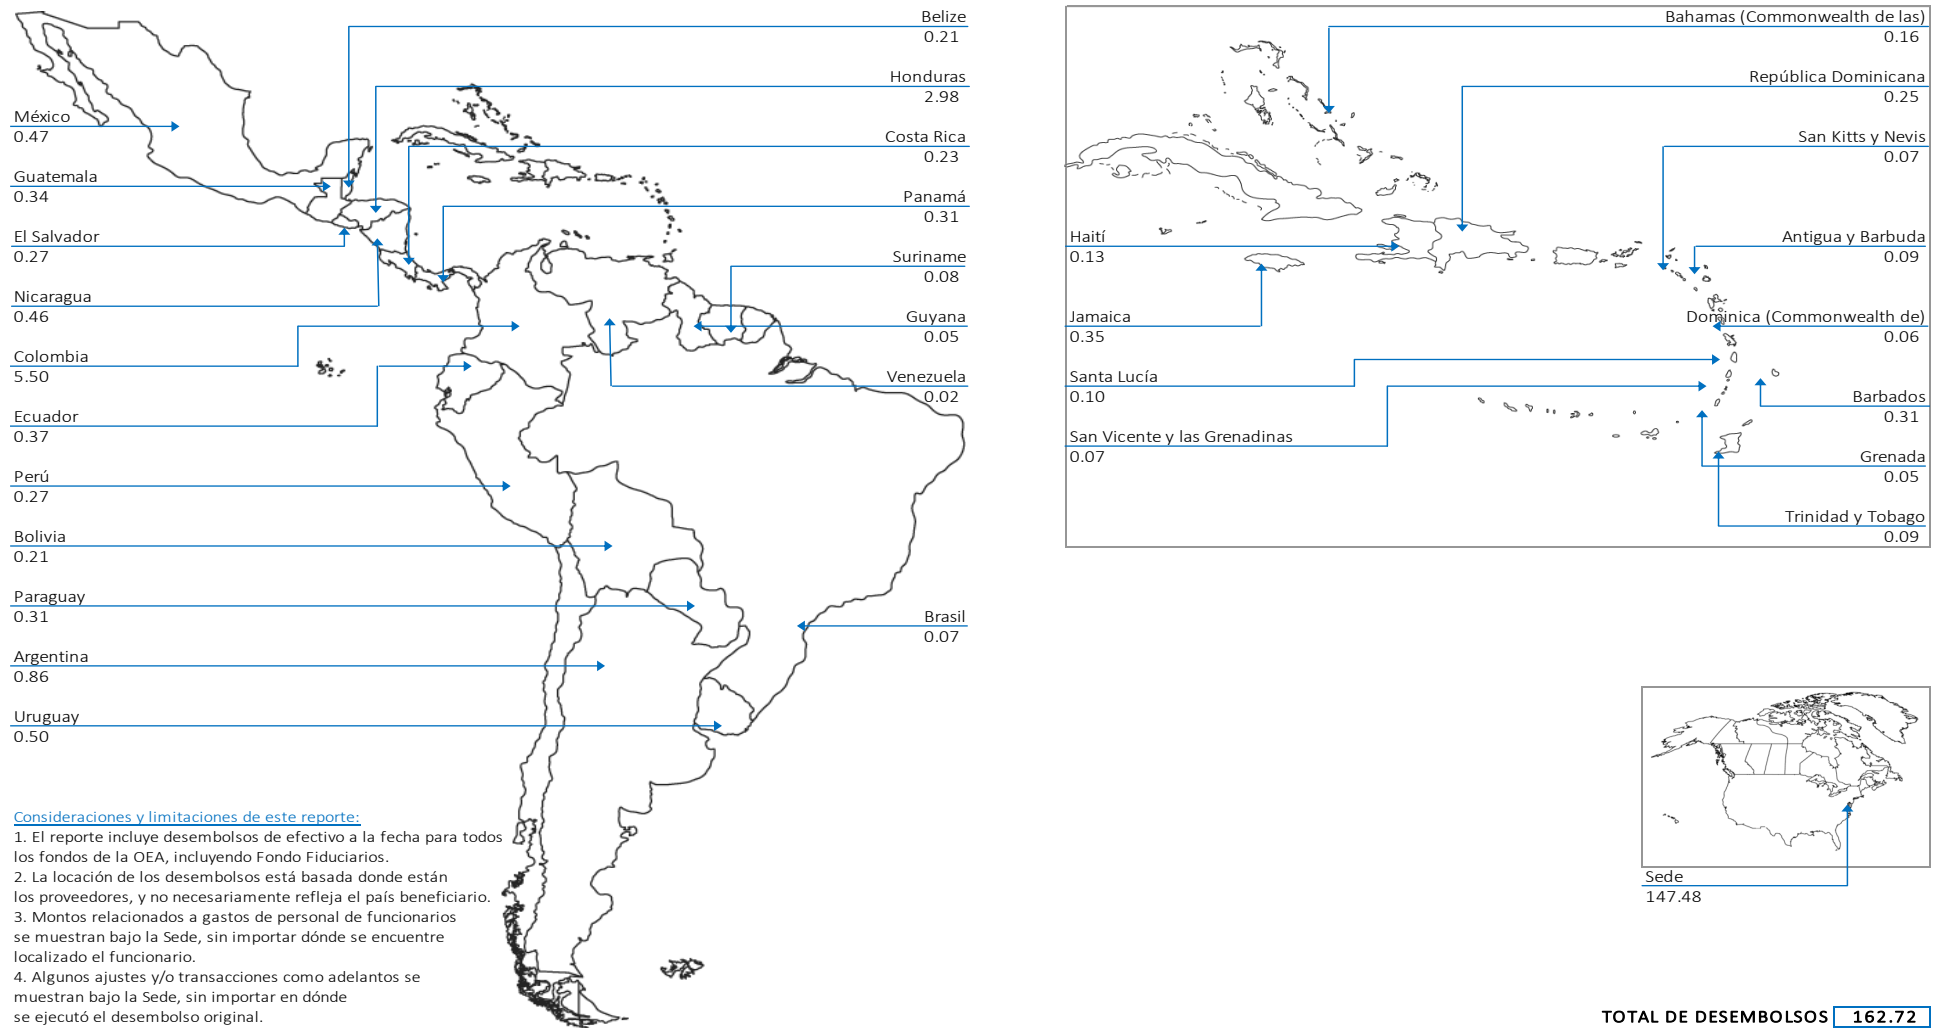 México
0.47
Guatemala
0.34
El Salvador
0.27
Nicaragua
0.46
Colombia
5.50
Ecuador
0.37
Perú
0.27
Bolivia
0.21
Paraguay
0.31
Argentina
0.86
Uruguay
0.50
Belize
0.21
Honduras
2.98
Costa Rica
0.23
Panamá
0.31
Suriname
0.08
Guyana
0.05
Venezuela
0.02
Brasil
0.07
Consideraciones y limitaciones de este reporte:
1. El reporte incluye desembolsos de efectivo a la fecha para todos
los fondos de la OEA, incluyendo Fondo Fiduciarios.
2. La locación de los desembolsos está basada donde están
los proveedores, y no necesariamente refleja el país beneficiario.
3. Montos relacionados a gastos de personal de funcionarios
se muestran bajo la Sede, sin importar dónde se encuentre
localizado el funcionario.
4. Algunos ajustes y/o transacciones como adelantos se
muestran bajo la Sede, sin importar en dónde
se ejecutó el desembolso original.
Bahamas (Commonwealth de las)
0.16
República Dominicana
0.25
San Kitts y Nevis
0.07
Haití
0.13
Antigua y Barbuda
0.09
Jamaica
0.35
Dominica (Commonwealth de)
0.06
Santa Lucía
0.10
Barbados
0.31
San Vicente y las Grenadinas
0.07
Grenada
0.05
Trinidad y Tobago
0.09
Sede
147.48
TOTAL DE DESEMBOLSOS 162.72